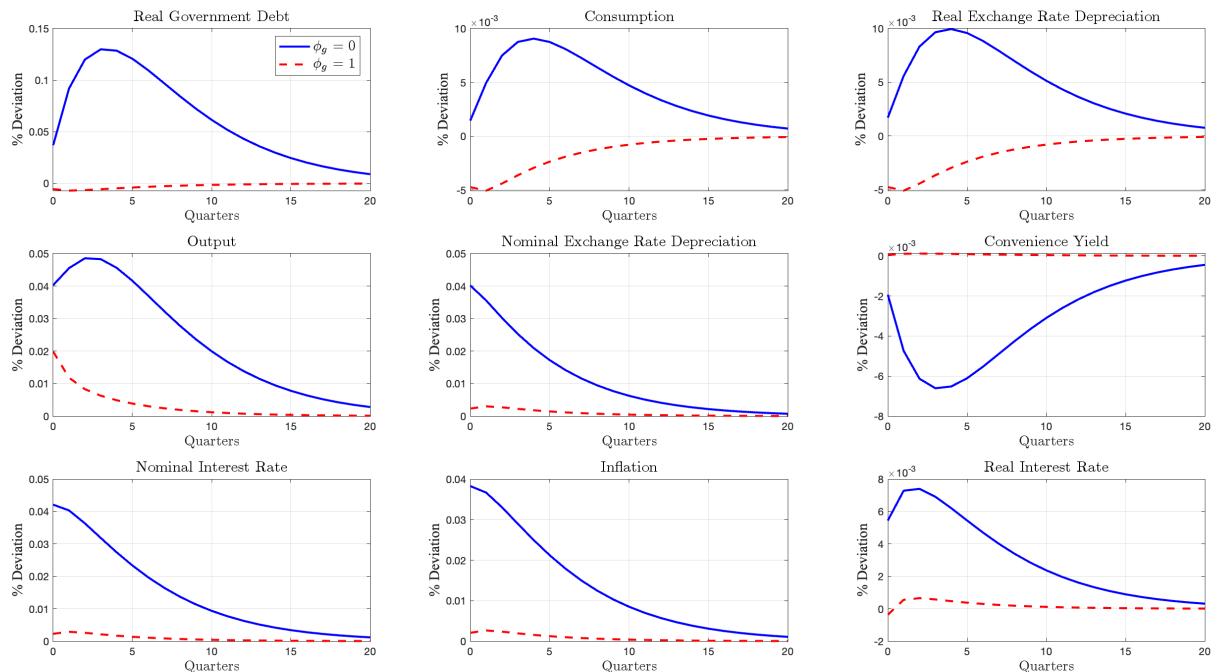 Real Government Debt
0.15
0.1
0.05
0
% Deviation
0 5 10 15 20
Quarters
ϕ_g = 0
ϕ_g = 1
Consumption
×10⁻³
10
5
0
-5
% Deviation
0 5 10 15 20
Quarters
Real Exchange Rate Depreciation
×10⁻³
10
5
0
-5
% Deviation
0 5 10 15 20
Quarters
Output
0.05
0.04
0.03
0.02
0.01
0
% Deviation
0 5 10 15 20
Quarters
Nominal Exchange Rate Depreciation
0.05
0.04
0.03
0.02
0.01
0
% Deviation
0 5 10 15 20
Quarters
Convenience Yield
×10⁻³
0
-2
-4
-6
-8
% Deviation
0 5 10 15 20
Quarters
Nominal Interest Rate
0.05
0.04
0.03
0.02
0.01
0
% Deviation
0 5 10 15 20
Quarters
Inflation
0.04
0.03
0.02
0.01
0
% Deviation
0 5 10 15 20
Quarters
Real Interest Rate
×10⁻³
8
6
4
2
0
-2
% Deviation
0 5 10 15 20
Quarters